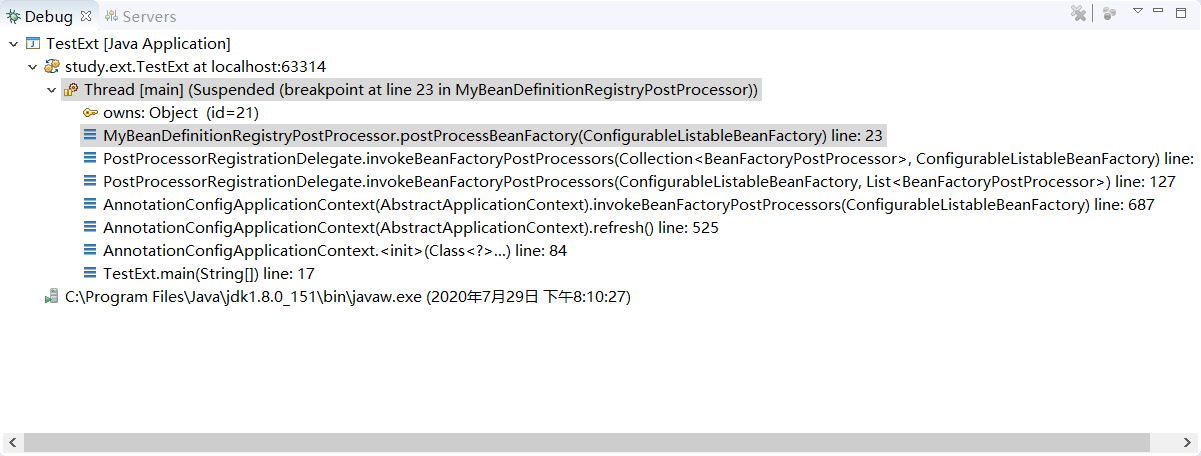 Debug Servers
TestExt [Java Application]
study.ext.TestExt at localhost:63314
Thread [main] (Suspended (breakpoint at line 23 in MyBeanDefinitionRegistryPostProcessor))
owns: Object (id=21)
MyBeanDefinitionRegistryPostProcessor.postProcessBeanFactory(ConfigurableListableBeanFactory) line: 23
PostProcessorRegistrationDelegate.invokeBeanFactoryPostProcessors(Collection<BeanFactoryPostProcessor>, ConfigurableListableBeanFactory) line:
PostProcessorRegistrationDelegate.invokeBeanFactoryPostProcessors(ConfigurableListableBeanFactory, List<BeanFactoryPostProcessor>) line: 127
AnnotationConfigApplicationContext(AbstractApplicationContext).invokeBeanFactoryPostProcessors(ConfigurableListableBeanFactory) line: 687
AnnotationConfigApplicationContext(AbstractApplicationContext).refresh() line: 525
AnnotationConfigApplicationContext.<init>(Class<?>...) line: 84
TestExt.main(String[]) line: 17
C:\Program Files\Java\jdk1.8.0_151\bin\javaw.exe (2020年7月29日 下午8:10:27)